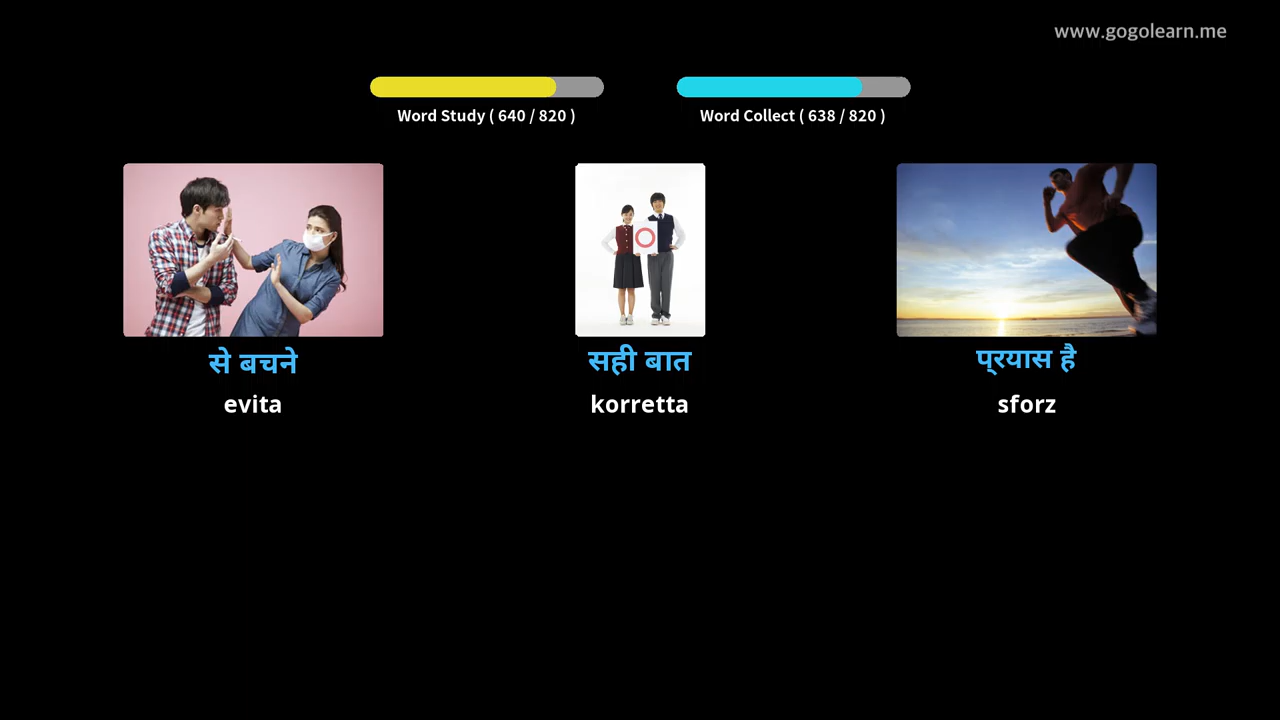 www.gogolearn.me
Word Study ( 640 / 820 )
Word Collect ( 638 / 820 )
से बचने
सही बात
प्रयास है
evita
korretta
sforz